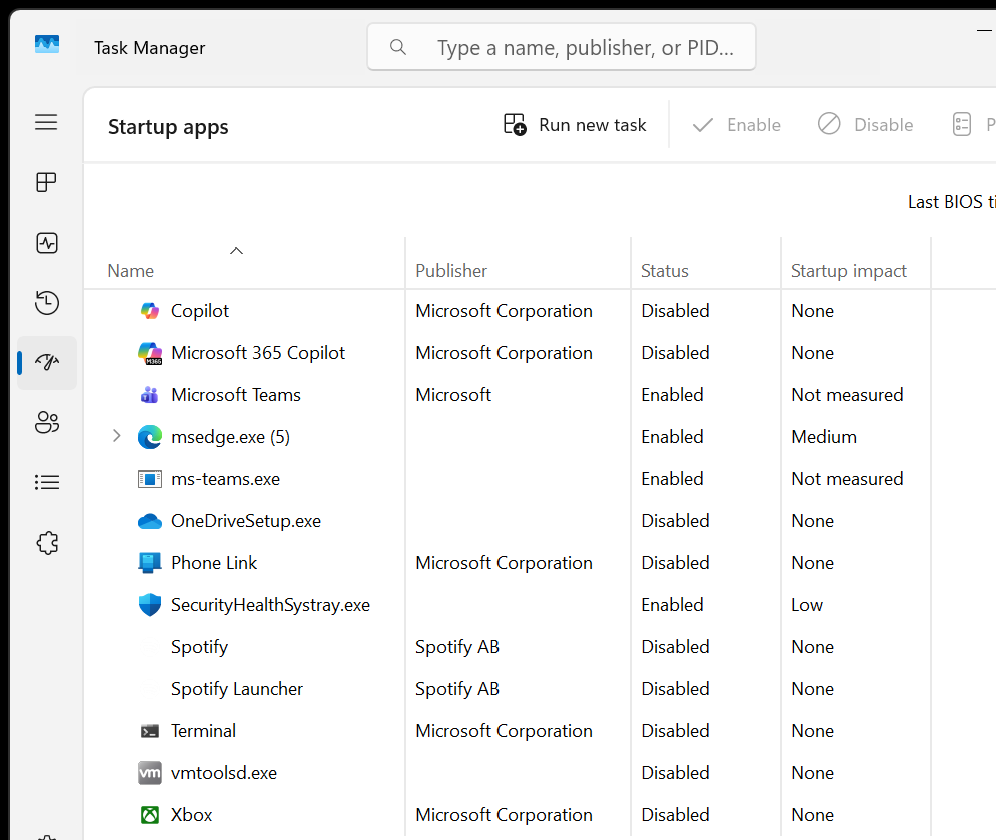 Task Manager
Type a name, publisher, or PID...
Startup apps
Run new task
Enable
Disable
P
Last BIOS ti
Name Publisher Status Startup impact
Copilot Microsoft Corporation Disabled None
M365 Microsoft 365 Copilot Microsoft Corporation Disabled None
Microsoft Teams Microsoft Enabled Not measured
msedge.exe (5) Enabled Medium
ms-teams.exe Enabled Not measured
OneDriveSetup.exe Disabled None
Phone Link Microsoft Corporation Disabled None
SecurityHealthSystray.exe Enabled Low
Spotify Spotify AB Disabled None
Spotify Launcher Spotify AB Disabled None
Terminal Microsoft Corporation Disabled None
vm vmtoolsd.exe Disabled None
Xbox Microsoft Corporation Disabled None